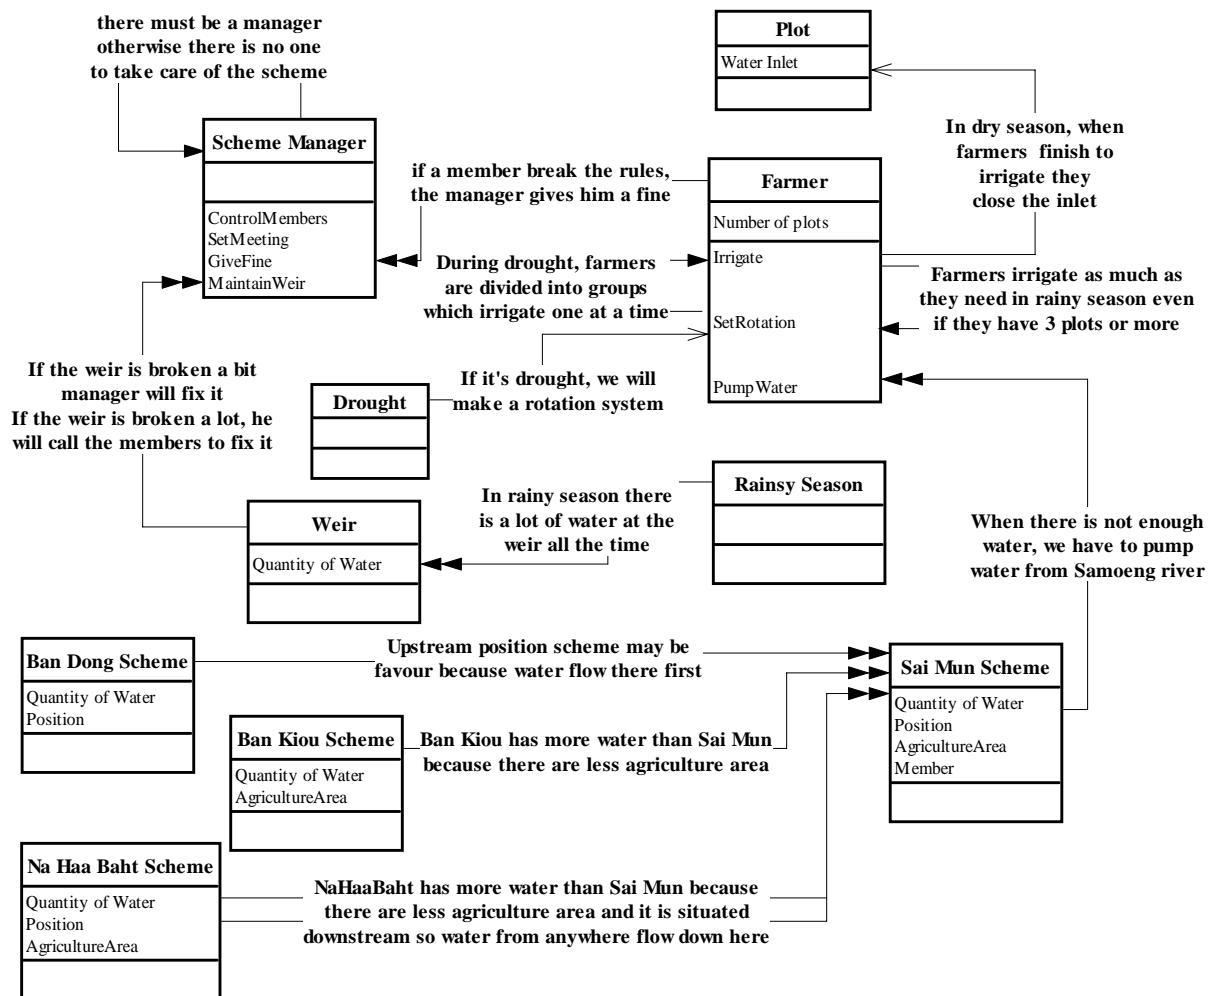 there must be a manager
otherwise there is no one
to take care of the scheme
Plot
Water Inlet
Scheme Manager
ControlMembers
SetMeeting
GiveFine
MaintainWeir
if a member break the rules,
the manager gives him a fine
Farmer
Number of plots
Irrigate
SetRotation
PumpWater
In dry season, when
farmers finish to
irrigate they
close the inlet
During drought, farmers
are divided into groups
which irrigate one at a time
Farmers irrigate as much as
they need in rainy season even
if they have 3 plots or more
If the weir is broken a bit
manager will fix it
If the weir is broken a lot, he
will call the members to fix it
Drought
If it's drought, we will
make a rotation system
Weir
Quantity of Water
In rainy season there
is a lot of water at the
weir all the time
Rainsy Season
When there is not enough
water, we have to pump
water from Samoeng river
Ban Dong Scheme
Quantity of Water
Position
Upstream position scheme may be
favour because water flow there first
Sai Mun Scheme
Quantity of Water
Position
AgricultureArea
Member
Ban Kiou Scheme
Quantity of Water
AgricultureArea
Ban Kiou has more water than Sai Mun
because there are less agriculture area
Na Haa Baht Scheme
Quantity of Water
Position
AgricultureArea
NaHaaBaht has more water than Sai Mun because
there are less agriculture area and it is situated
downstream so water from anywhere flow down here